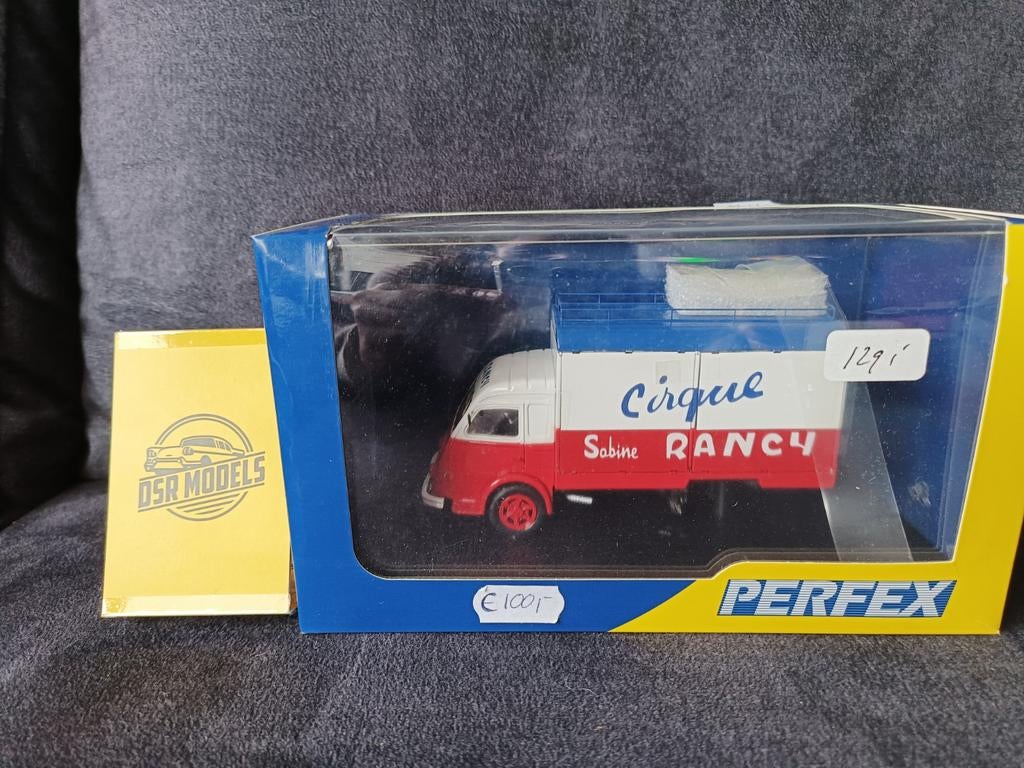 DSR MODELS
129,-
Cirque
Sabine RANCY
€100,-
PERFEX